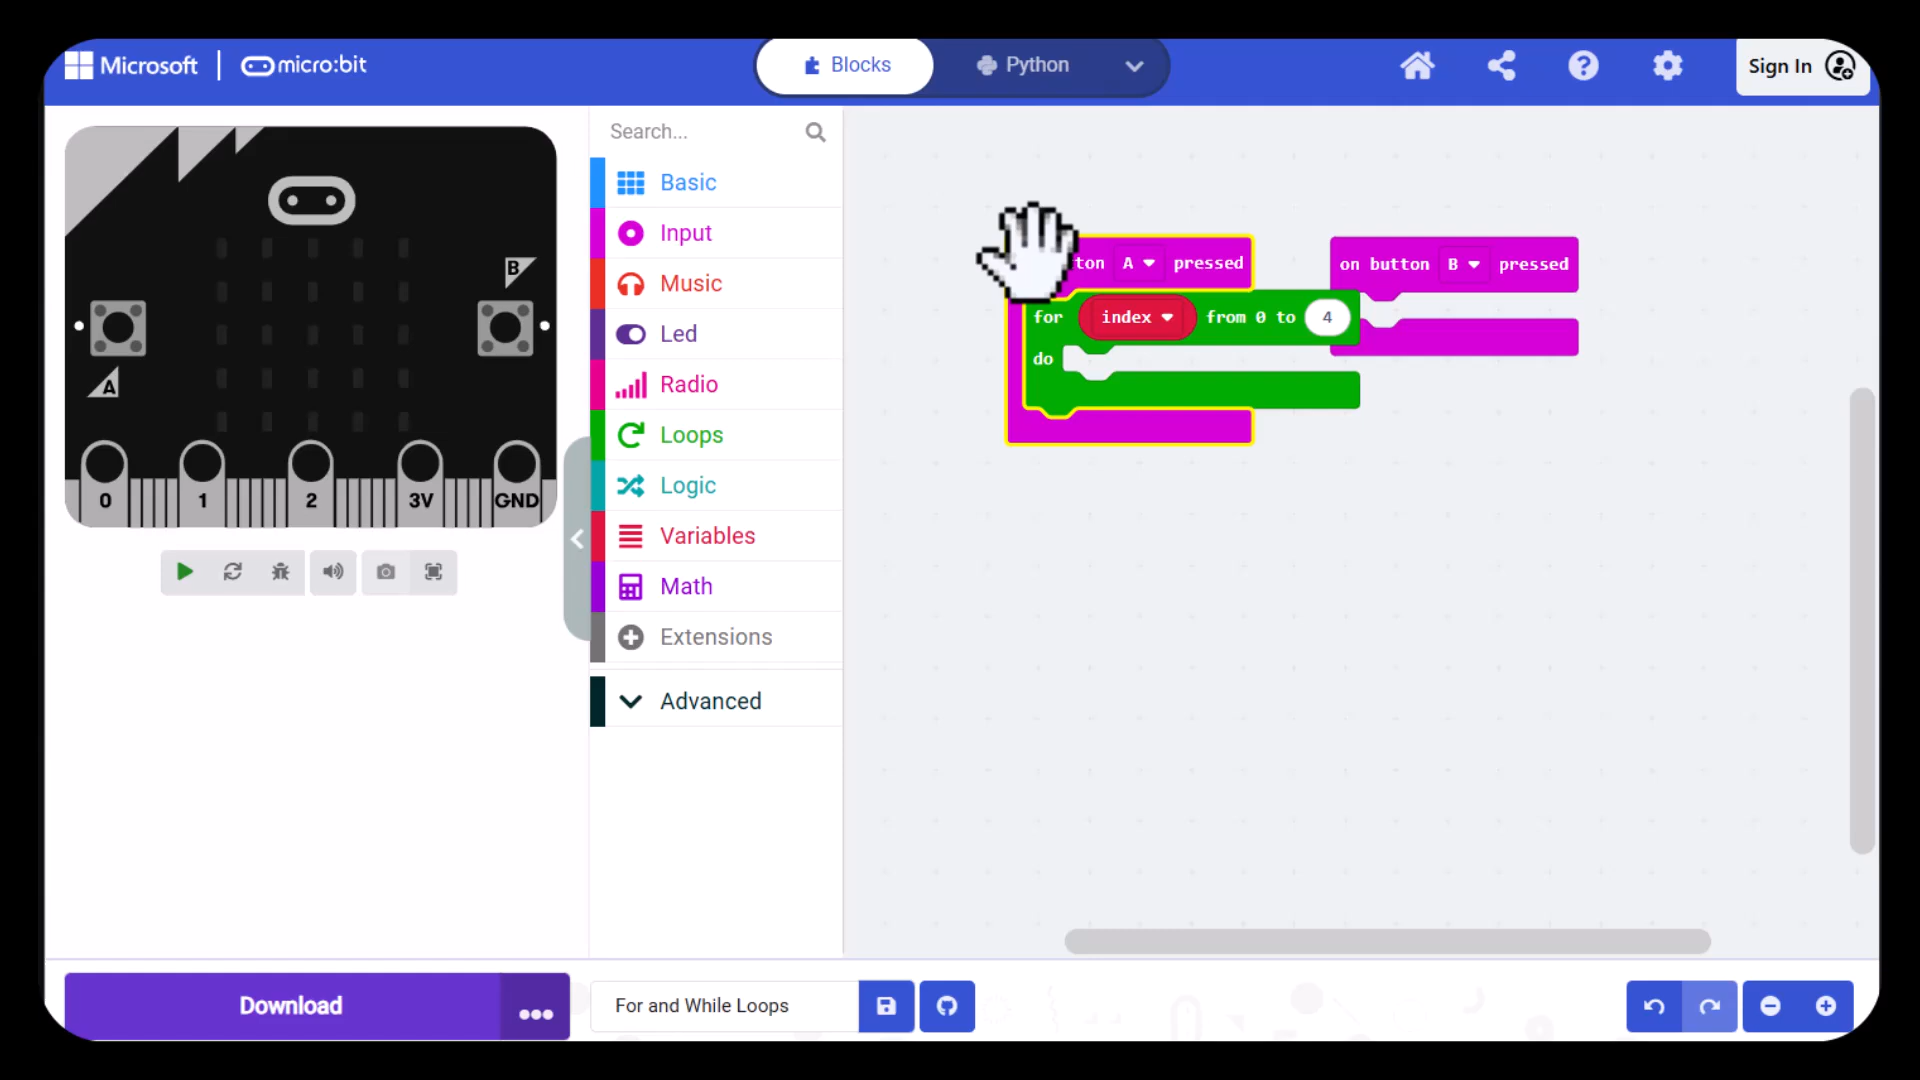 Microsoft | micro:bit
Blocks
Python
Sign In
Search...
Basic
Input
Music
Led
Radio
Loops
Logic
Variables
Math
Extensions
Advanced
B
A
0 1 2 3V GND
A pressed
for index from 0 to 4
do
on button B pressed
Download
For and While Loops